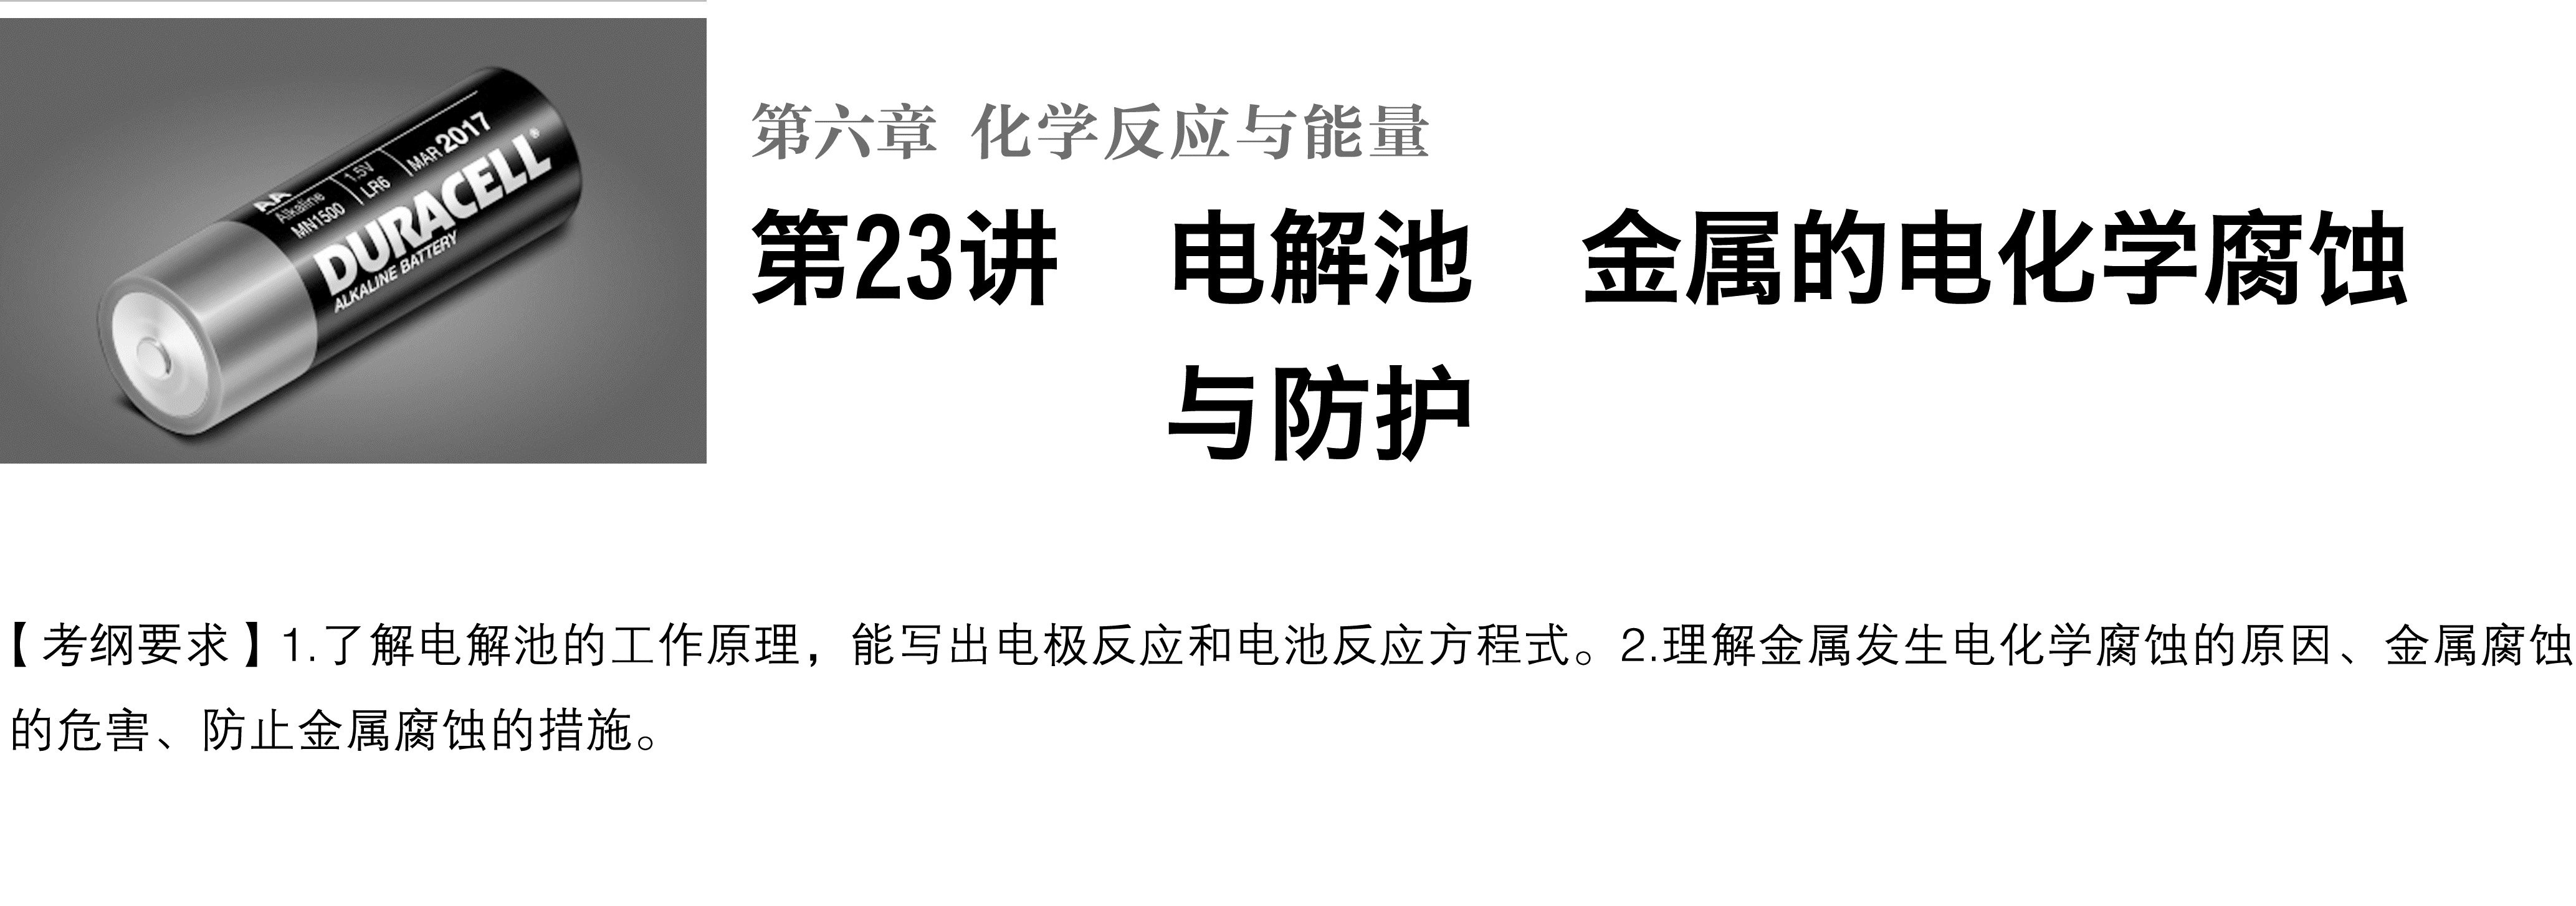 AA
Alkaline
MN1500
1.5V
LR6
MAR 2017
DURACELL®
ALKALINE BATTERY
第六章 化学反应与能量
第23讲 电解池 金属的电化学腐蚀
与防护
【考纲要求】1.了解电解池的工作原理，能写出电极反应和电池反应方程式。2.理解金属发生电化学腐蚀的原因、金属腐蚀
的危害、防止金属腐蚀的措施。